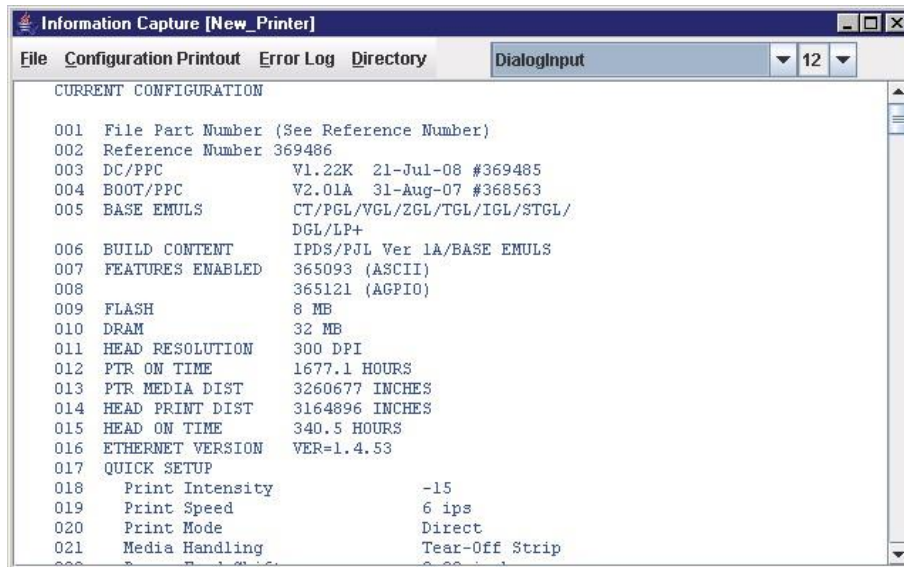 Information Capture [New_Printer]
File Configuration Printout Error Log Directory DialogInput 12
CURRENT CONFIGURATION
001 File Part Number (See Reference Number)
002 Reference Number 369486
003 DC/PPC V1.22K 21-Jul-08 #369485
004 BOOT/PPC V2.01A 31-Aug-07 #368563
005 BASE EMULS CT/PGL/VGL/ZGL/TGL/IGL/STGL/
DGL/LP+
006 BUILD CONTENT IPDS/PJL Ver 1A/BASE EMULS
007 FEATURES ENABLED 365093 (ASCII)
008 365121 (AGPIO)
009 FLASH 8 MB
010 DRAM 32 MB
011 HEAD RESOLUTION 300 DPI
012 PTR ON TIME 1677.1 HOURS
013 PTR MEDIA DIST 3260677 INCHES
014 HEAD PRINT DIST 3164896 INCHES
015 HEAD ON TIME 340.5 HOURS
016 ETHERNET VERSION VER=1.4.53
017 QUICK SETUP
018 Print Intensity -15
019 Print Speed 6 ips
020 Print Mode Direct
021 Media Handling Tear-Off Strip